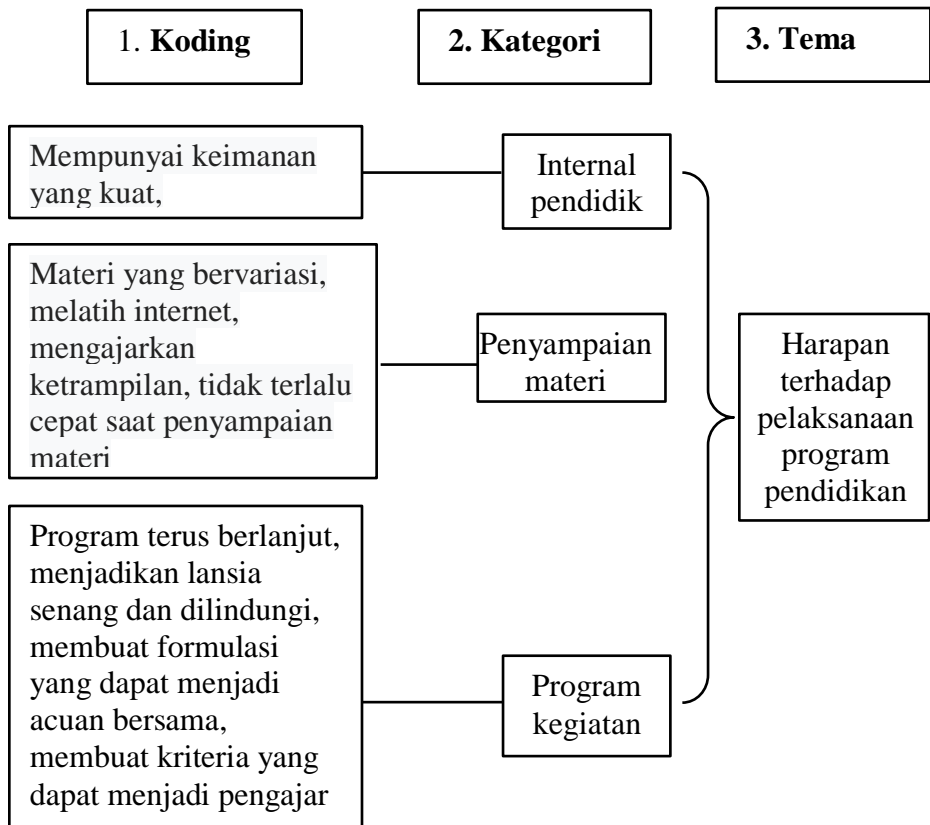 1. Koding
2. Kategori
3. Tema
Mempunyai keimanan
yang kuat,
Internal
pendidik
Materi yang bervariasi,
melatih internet,
mengajarkan
ketrampilan, tidak terlalu
cepat saat penyampaian
materi
Penyampaian
materi
Harapan
terhadap
pelaksanaan
program
pendidikan
Program terus berlanjut,
menjadikan lansia
senang dan dilindungi,
membuat formulasi
yang dapat menjadi
acuan bersama,
membuat kriteria yang
dapat menjadi pengajar
Program
kegiatan